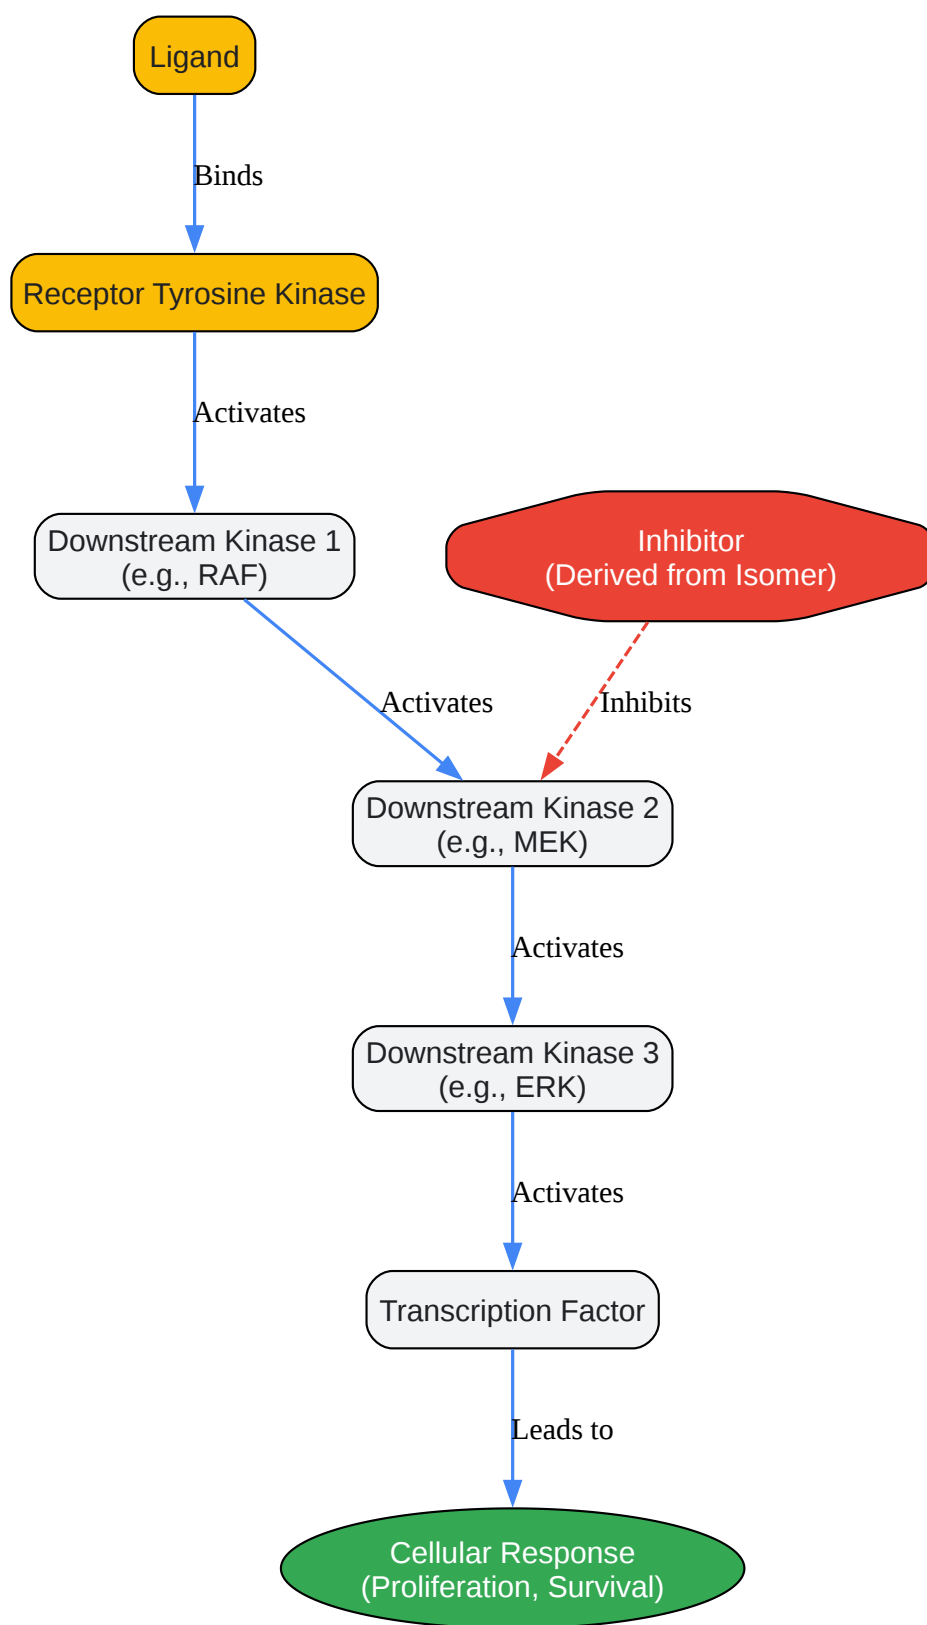 Ligand
Binds
Receptor Tyrosine Kinase
Activates
Downstream Kinase 1
(e.g., RAF)
Inhibitor
(Derived from Isomer)
Activates
Inhibits
Downstream Kinase 2
(e.g., MEK)
Activates
Downstream Kinase 3
(e.g., ERK)
Activates
Transcription Factor
Leads to
Cellular Response
(Proliferation, Survival)